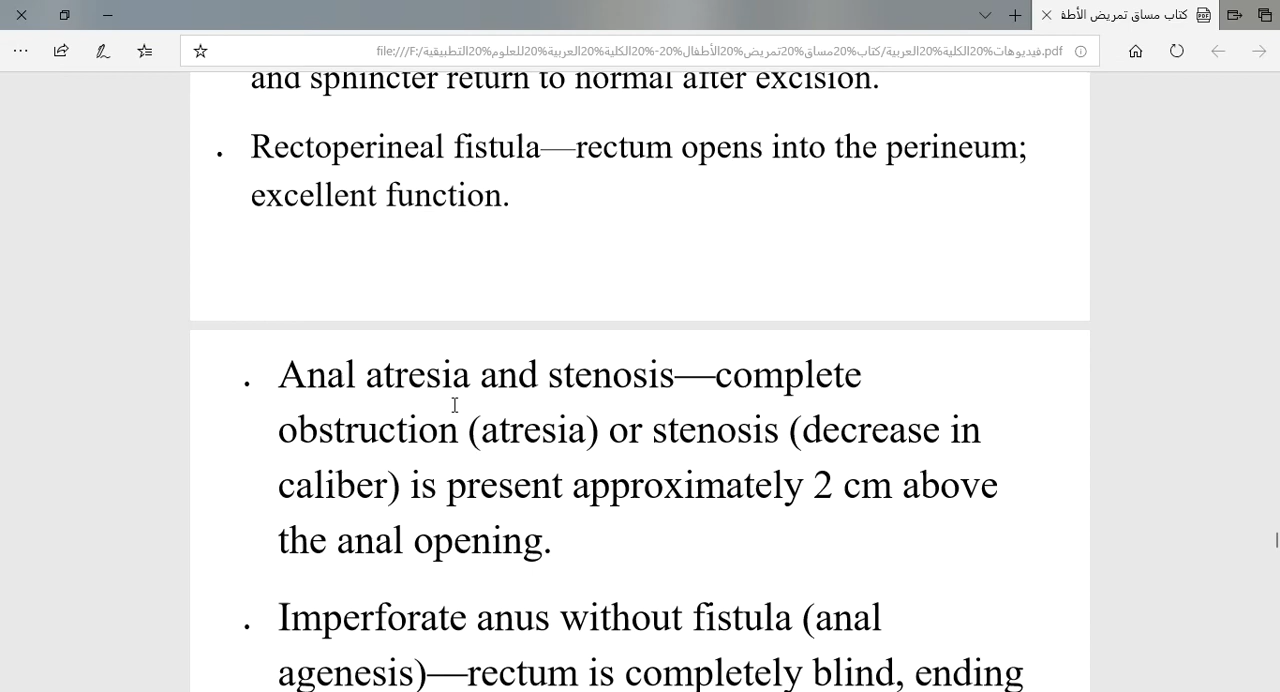 كتاب مساق تمريض الأطف
file:///F:/فيديوهات%20الكلية%20العربية/كتاب%20مساق%20تمريض%20الأطفال%20-%20الكلية%20العربية%20للعلوم%20التطبيقية.pdf
and sphincter return to normal after excision.
• Rectoperineal fistula—rectum opens into the perineum;
excellent function.
• Anal atresia and stenosis—complete
obstruction (atresia) or stenosis (decrease in
caliber) is present approximately 2 cm above
the anal opening.
• Imperforate anus without fistula (anal
agenesis)—rectum is completely blind, ending